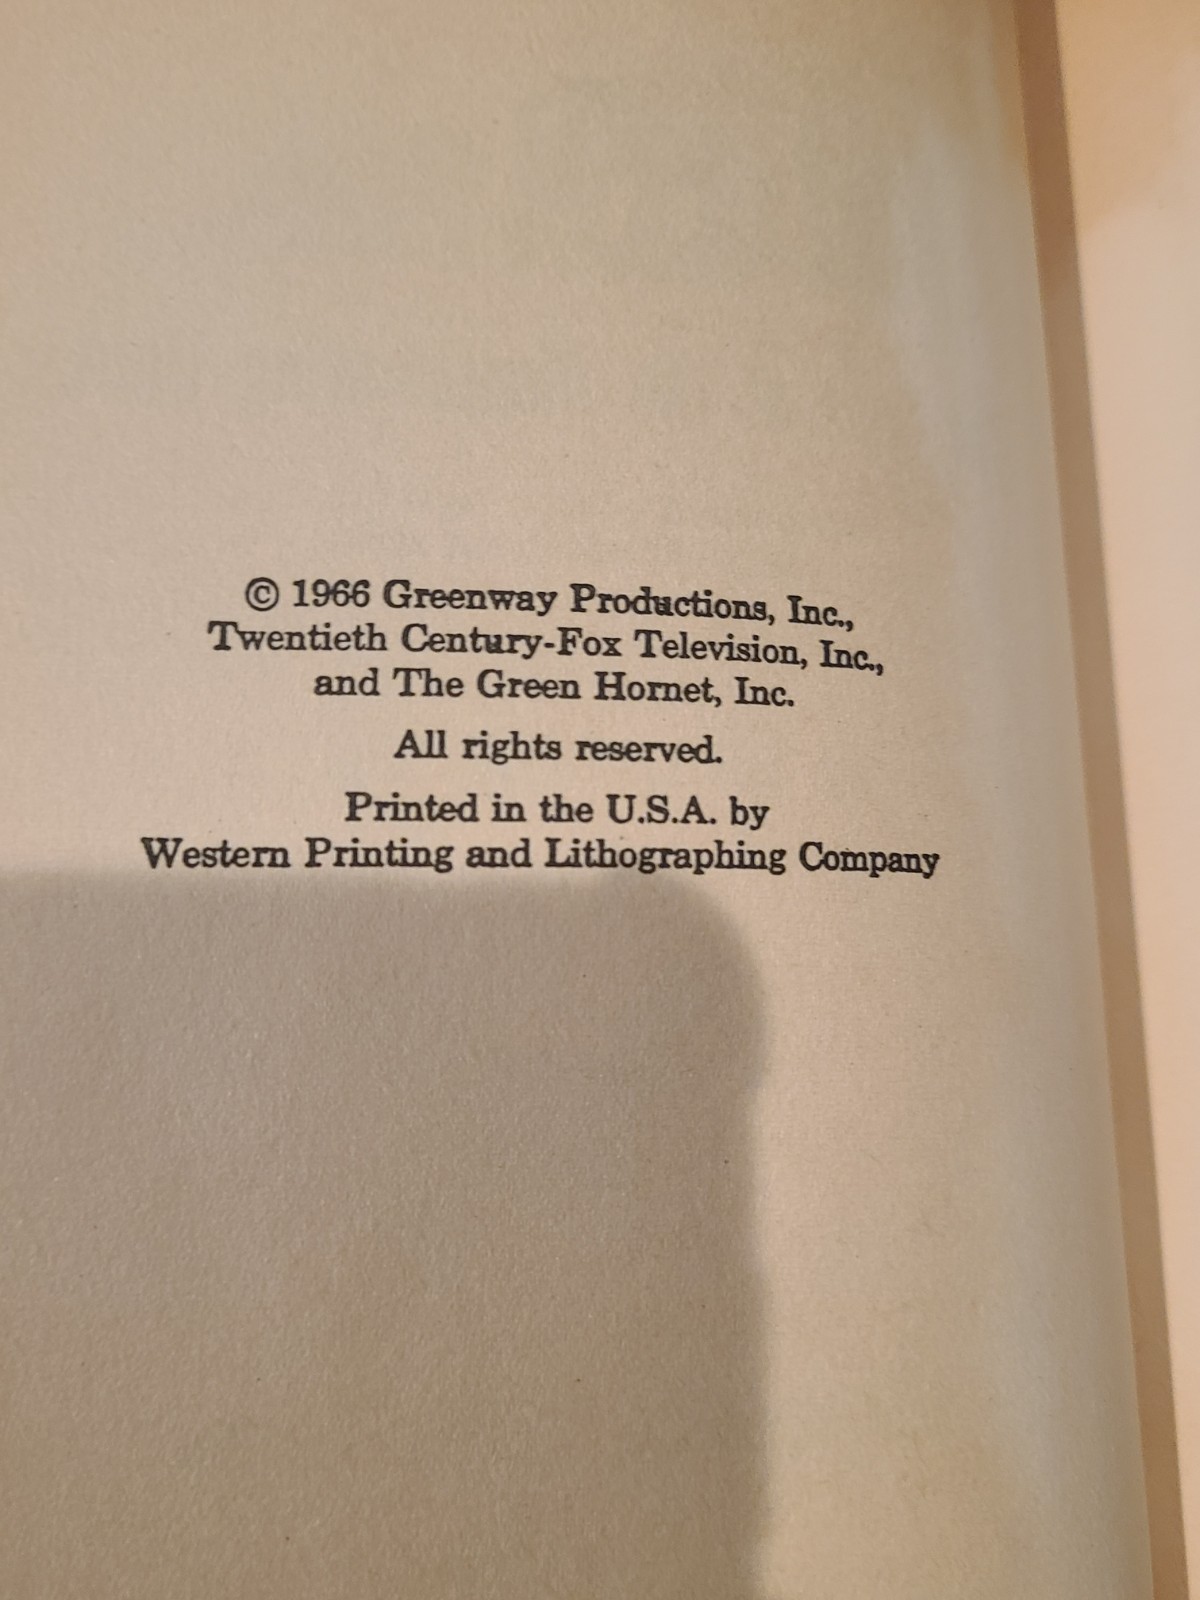 © 1966 Greenway Productions, Inc.,
Twentieth Century-Fox Television, Inc.,
and The Green Hornet, Inc.
All rights reserved.
Printed in the U.S.A. by
Western Printing and Lithographing Company